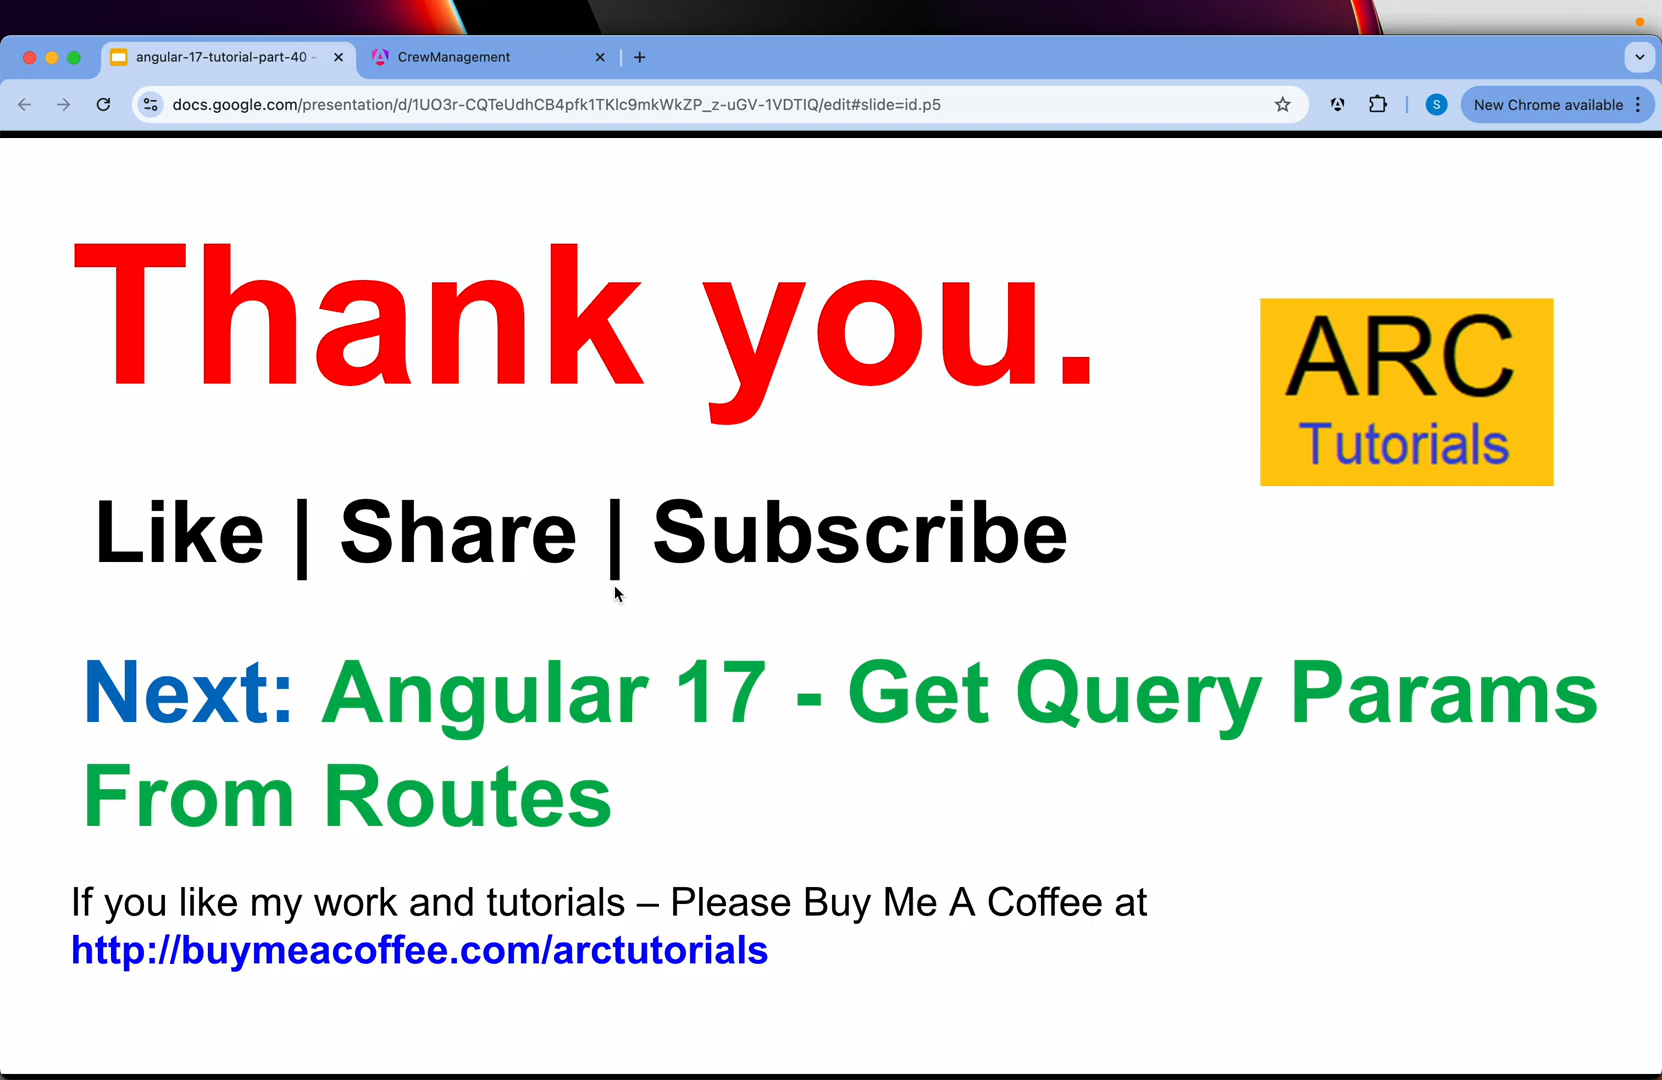 angular-17-tutorial-part-40 -
CrewManagement
docs.google.com/presentation/d/1UO3r-CQTeUdhCB4pfk1TKlc9mkWkZP_z-uGV-1VDTIQ/edit#slide=id.p5
S
New Chrome available
Thank you.
ARC
Tutorials
Like | Share | Subscribe
Next: Angular 17 - Get Query Params
From Routes
If you like my work and tutorials – Please Buy Me A Coffee at
http://buymeacoffee.com/arctutorials